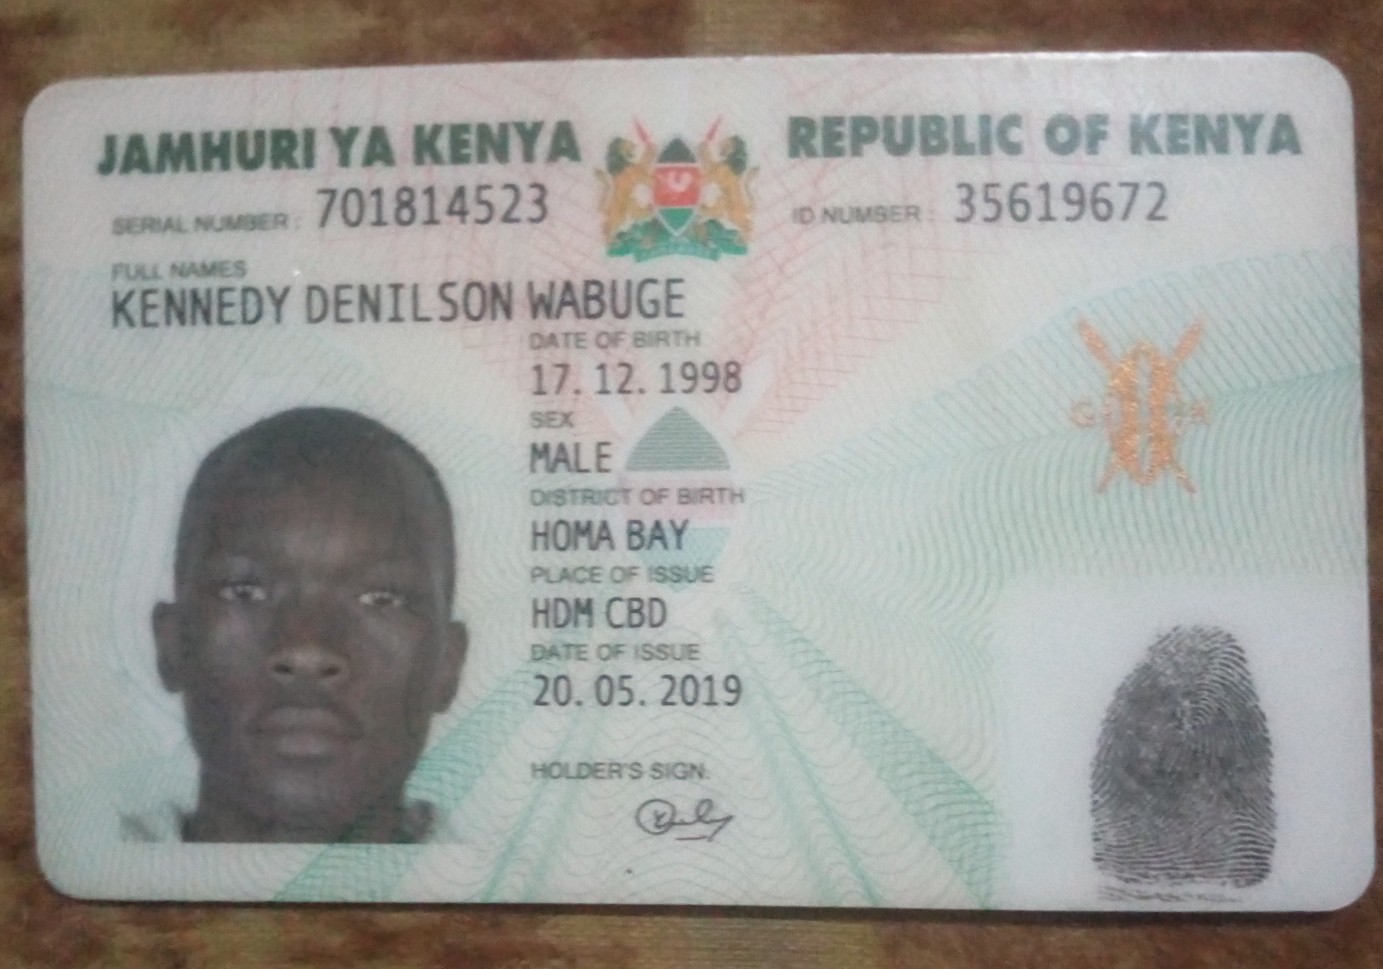 JAMHURI YA KENYA
REPUBLIC OF KENYA
SERIAL NUMBER : 701814523
ID NUMBER : 35619672
FULL NAMES
KENNEDY DENILSON WABUGE
DATE OF BIRTH
17. 12. 1998
SEX
MALE
DISTRICT OF BIRTH
HOMA BAY
PLACE OF ISSUE
HDM CBD
DATE OF ISSUE
20. 05. 2019
HOLDER'S SIGN.